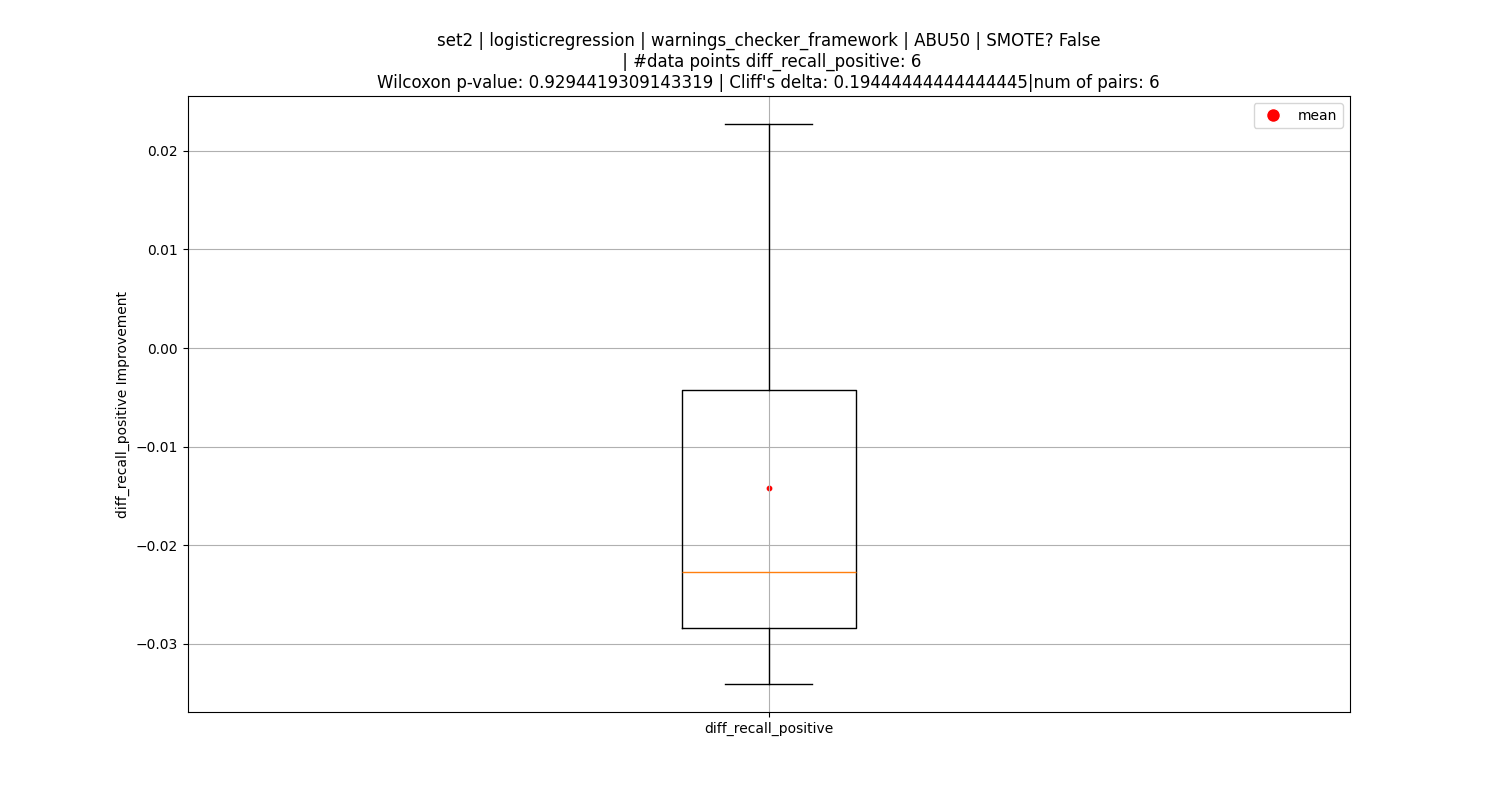 set2 | logisticregression | warnings_checker_framework | ABU50 | SMOTE? False
| #data points diff_recall_positive: 6
Wilcoxon p-value: 0.9294419309143319 | Cliff's delta: 0.19444444444444445|num of pairs: 6
mean
0.02
0.01
0.00
−0.01
−0.02
−0.03
diff_recall_positive Improvement
diff_recall_positive